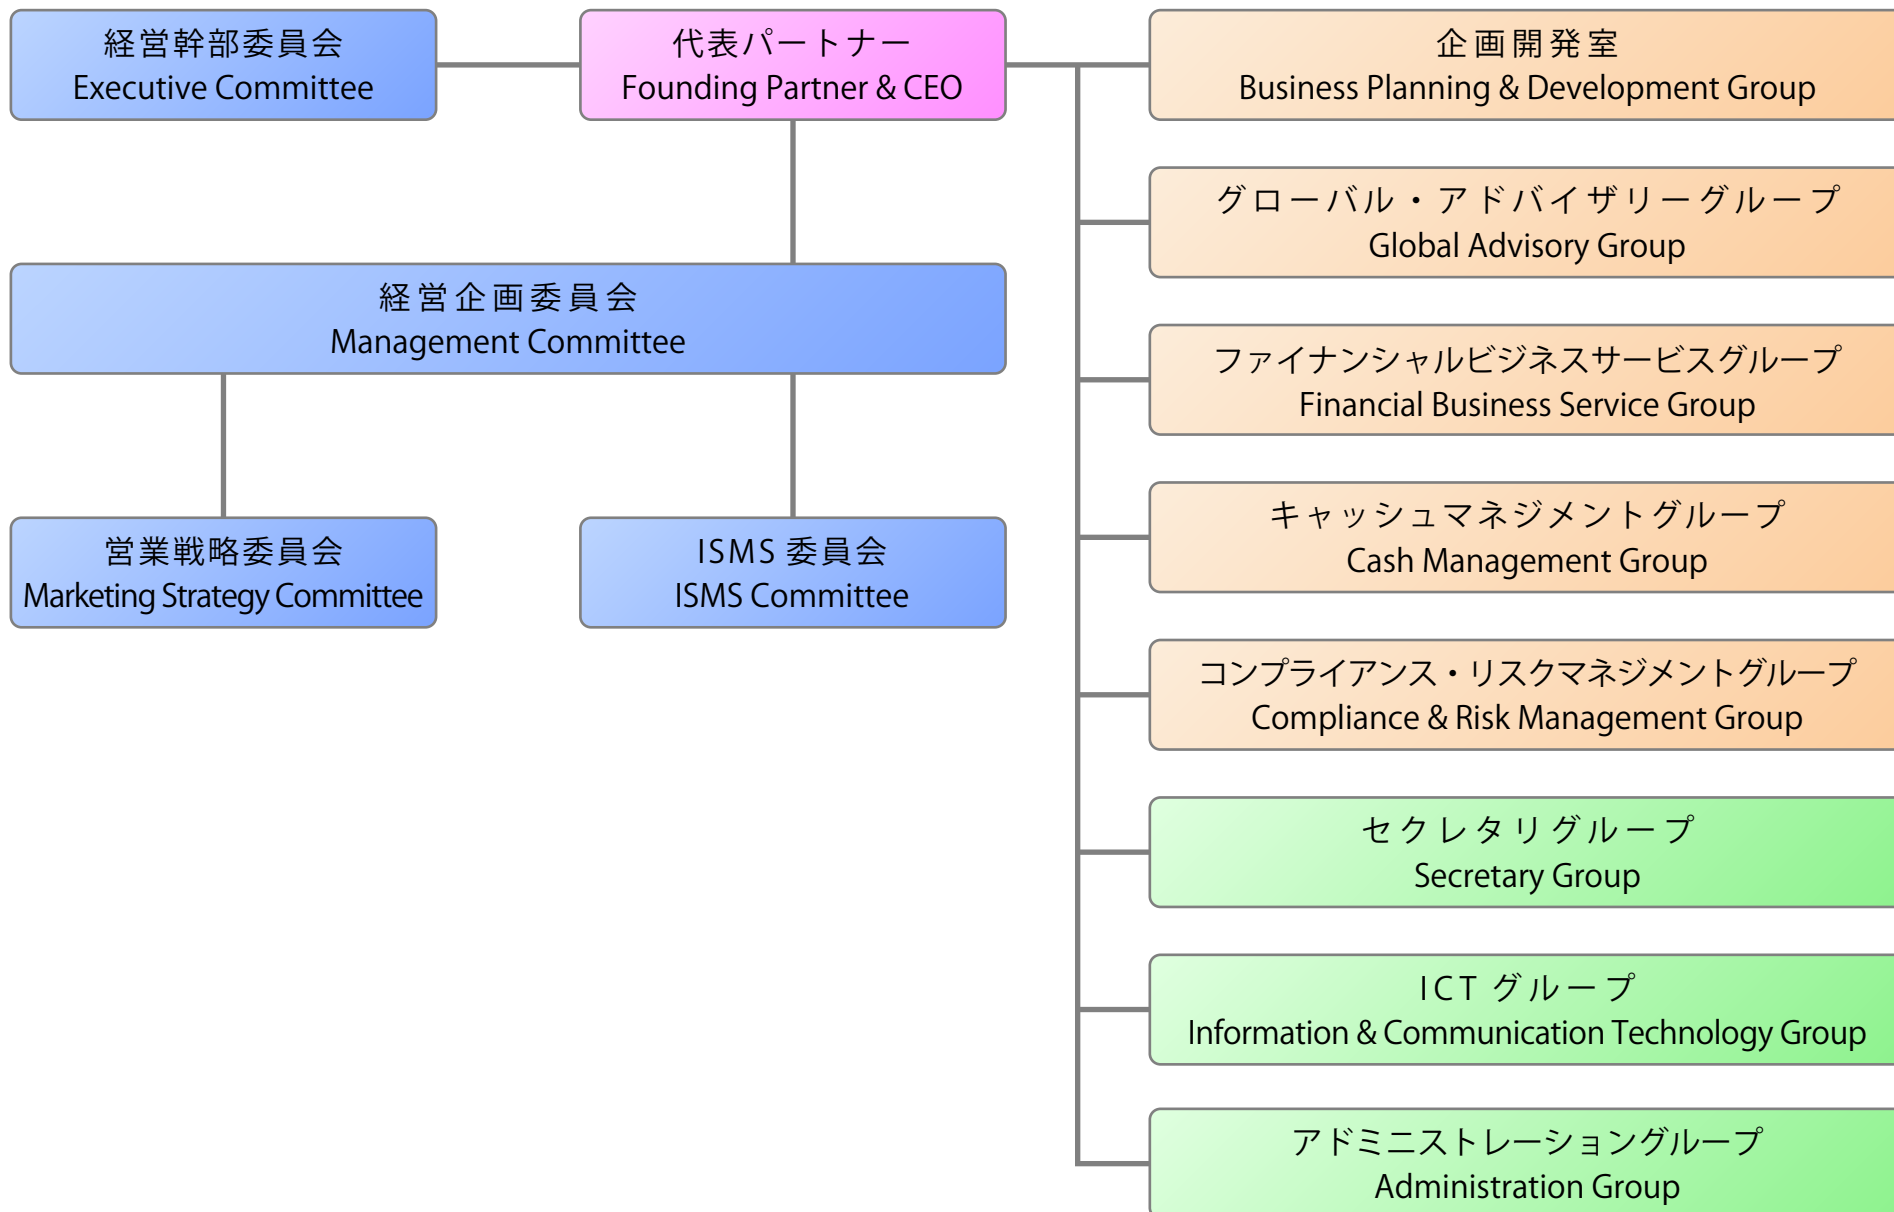 経営幹部委員会
Executive Committee
代表パートナー
Founding Partner & CEO
経営企画委員会
Management Committee
営業戦略委員会
Marketing Strategy Committee
ISMS 委員会
ISMS Committee
企画開発室
Business Planning & Development Group
グローバル・アドバイザリーグループ
Global Advisory Group
ファイナンシャルビジネスサービスグループ
Financial Business Service Group
キャッシュマネジメントグループ
Cash Management Group
コンプライアンス・リスクマネジメントグループ
Compliance & Risk Management Group
セクレタリグループ
Secretary Group
ICT グループ
Information & Communication Technology Group
アドミニストレーショングループ
Administration Group